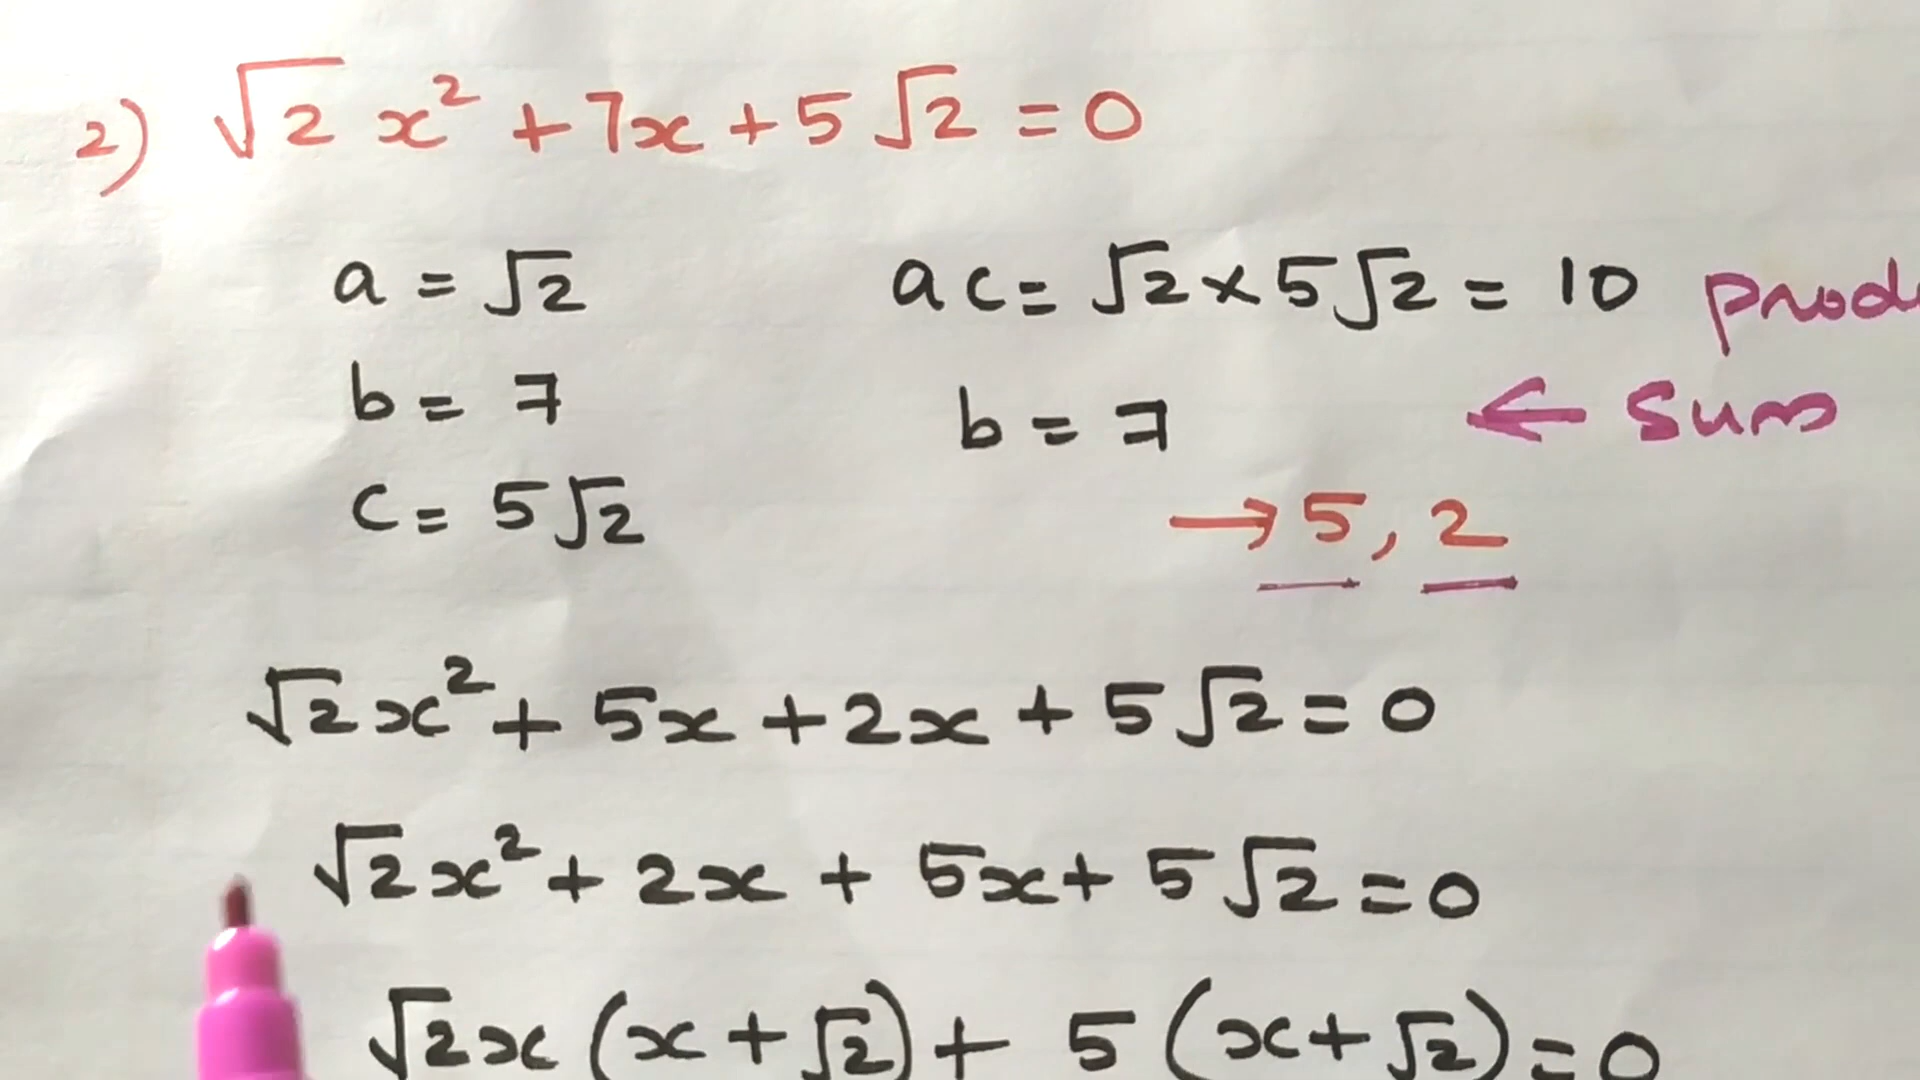 2) √2 x² + 7x + 5√2 = 0
a = √2
ac = √2 × 5√2 = 10
b = 7
b = 7 ← Sum
c = 5√2
→ 5, 2
√2x² + 5x + 2x + 5√2 = 0
√2x² + 2x + 5x + 5√2 = 0
√2x (x + √2) + 5 (x + √2) = 0